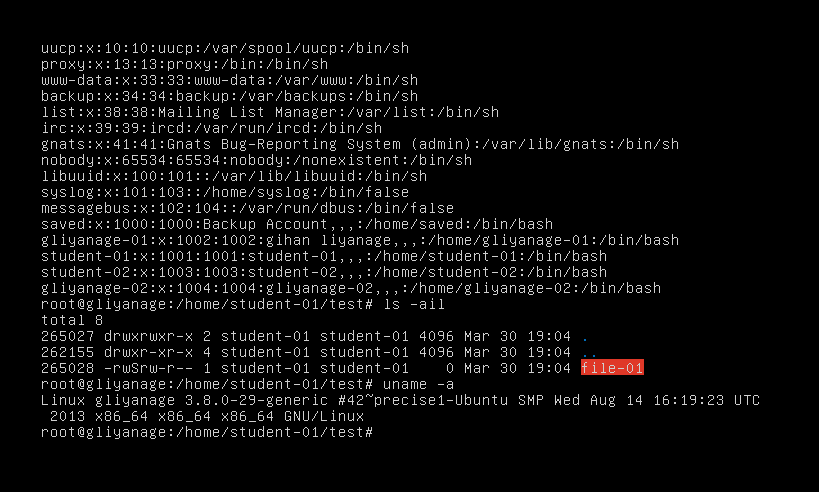 uucp:x:10:10:uucp:/var/spool/uucp:/bin/sh
proxy:x:13:13:proxy:/bin:/bin/sh
www-data:x:33:33:www-data:/var/www:/bin/sh
backup:x:34:34:backup:/var/backups:/bin/sh
list:x:38:38:Mailing List Manager:/var/list:/bin/sh
irc:x:39:39:ircd:/var/run/ircd:/bin/sh
gnats:x:41:41:Gnats Bug-Reporting System (admin):/var/lib/gnats:/bin/sh
nobody:x:65534:65534:nobody:/nonexistent:/bin/sh
libuuid:x:100:101::/var/lib/libuuid:/bin/sh
syslog:x:101:103::/home/syslog:/bin/false
messagebus:x:102:104::/var/run/dbus:/bin/false
saved:x:1000:1000:Backup Account,,,:/home/saved:/bin/bash
gliyanage-01:x:1002:1002:gihan liyanage,,,:/home/gliyanage-01:/bin/bash
student-01:x:1001:1001:student-01,,,:/home/student-01:/bin/bash
student-02:x:1003:1003:student-02,,,:/home/student-02:/bin/bash
gliyanage-02:x:1004:1004:gliyanage-02,,,:/home/gliyanage-02:/bin/bash
root@gliyanage:/home/student-01/test# ls -ail
total 8
265027 drwxrwxr-x 2 student-01 student-01 4096 Mar 30 19:04 .
262155 drwxr-xr-x 4 student-01 student-01 4096 Mar 30 19:04 ..
265028 -rwSrw-r-- 1 student-01 student-01    0 Mar 30 19:04 file-01
root@gliyanage:/home/student-01/test# uname -a
Linux gliyanage 3.8.0-29-generic #42~precise1-Ubuntu SMP Wed Aug 14 16:19:23 UTC
 2013 x86_64 x86_64 x86_64 GNU/Linux
root@gliyanage:/home/student-01/test#